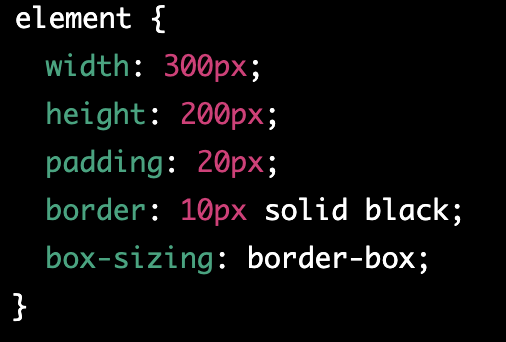 element {
  width: 300px;
  height: 200px;
  padding: 20px;
  border: 10px solid black;
  box-sizing: border-box;
}